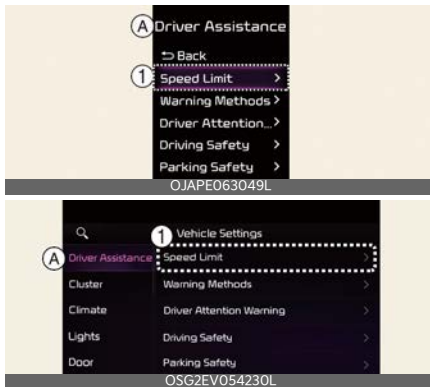 A Driver Assistance
Back
1 Speed Limit >
Warning Methods >
Driver Attention... >
Driving Safety >
Parking Safety >
OJAPE063049L
1 Vehicle Settings
A Driver Assistance Speed Limit >
Cluster Warning Methods >
Climate Driver Attention Warning >
Lights Driving Safety >
Door Parking Safety >
OSG2EV054230L